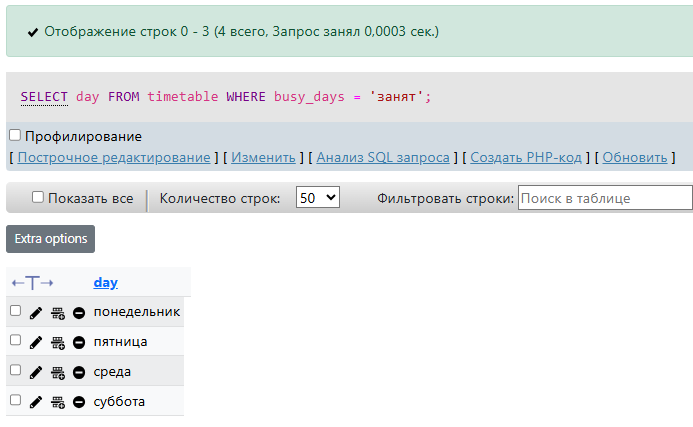 Отображение строк 0 - 3 (4 всего, Запрос занял 0,0003 сек.)
SELECT day FROM timetable WHERE busy_days = 'занят';
Профилирование
[ Построчное редактирование ] [ Изменить ] [ Анализ SQL запроса ] [ Создать PHP-код ] [ Обновить ]
Показать все Количество строк: 50 Фильтровать строки: Поиск в таблице
Extra options
day
понедельник
пятница
среда
суббота